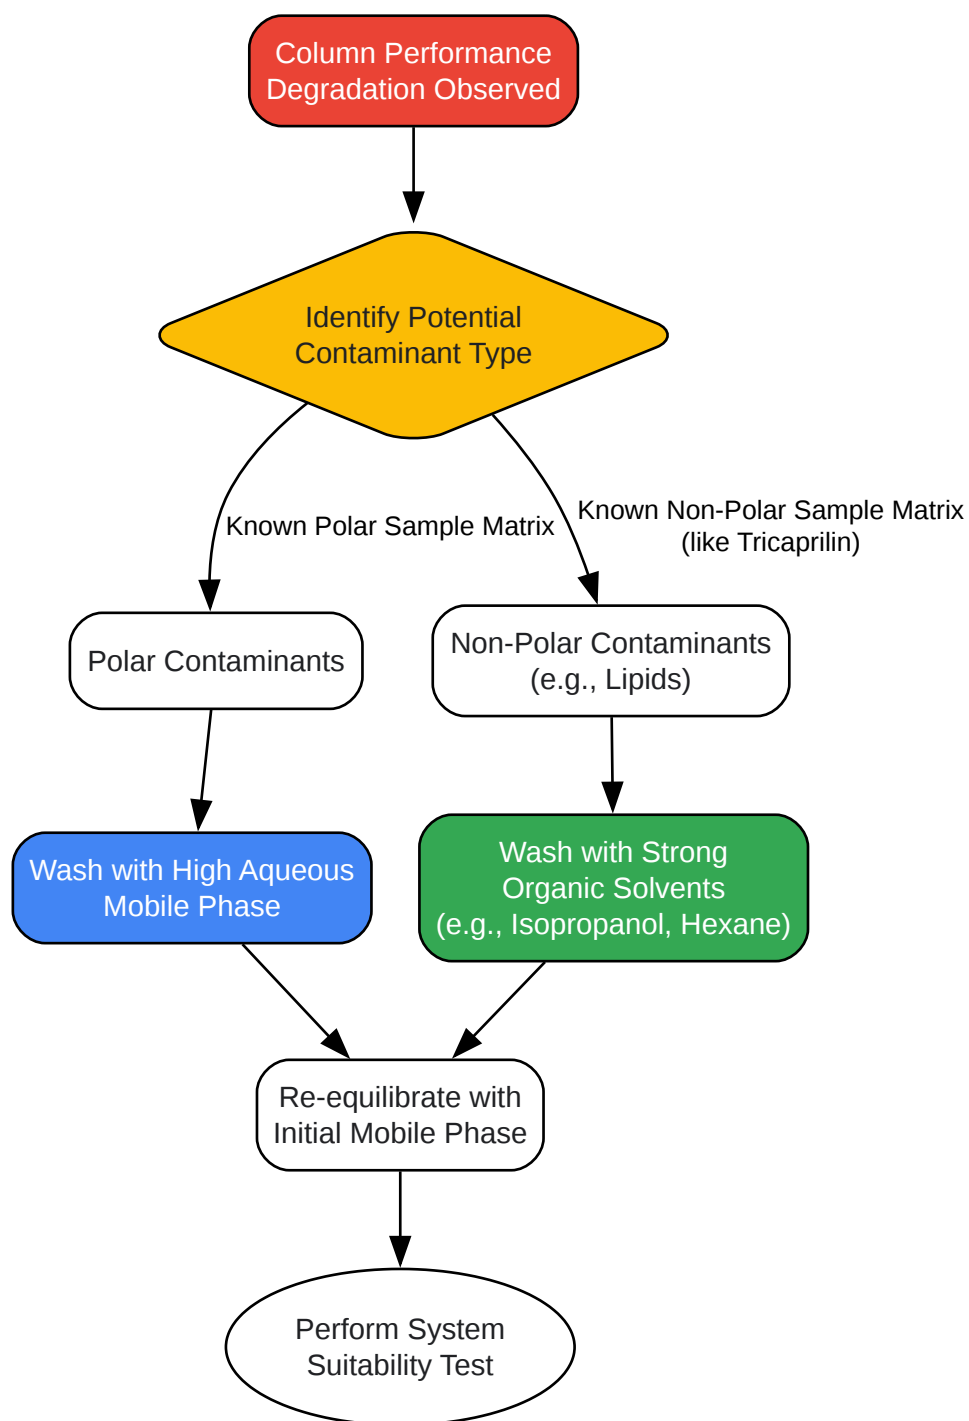 Column Performance
Degradation Observed
Identify Potential
Contaminant Type
Known Polar Sample Matrix
Known Non-Polar Sample Matrix
(like Tricaprilin)
Polar Contaminants
Non-Polar Contaminants
(e.g., Lipids)
Wash with High Aqueous
Mobile Phase
Wash with Strong
Organic Solvents
(e.g., Isopropanol, Hexane)
Re-equilibrate with
Initial Mobile Phase
Perform System
Suitability Test